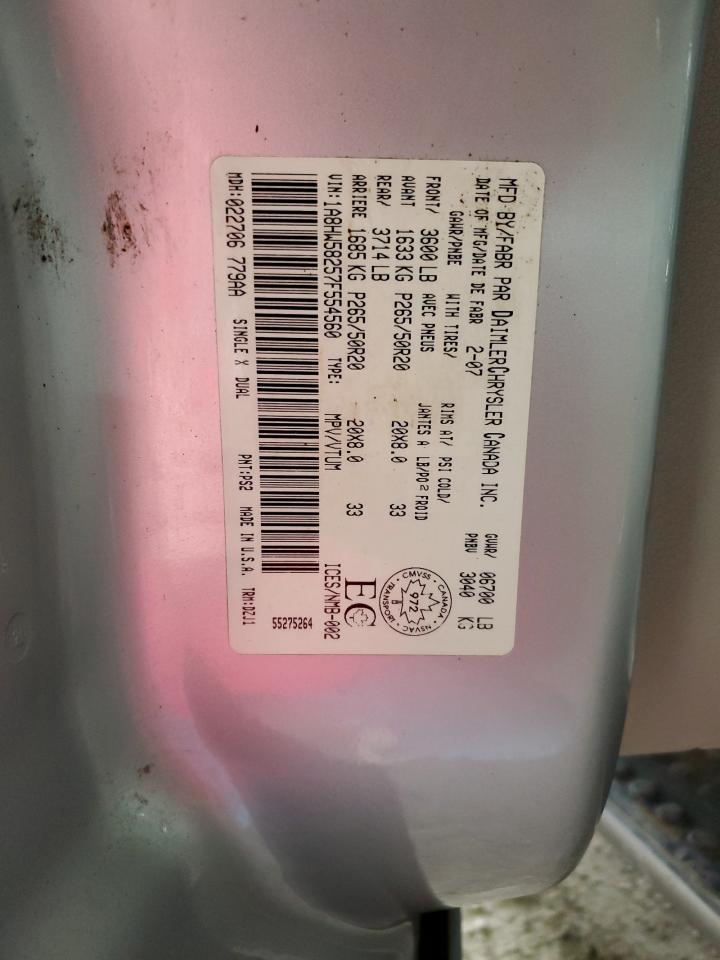 MFD BY/FABR PAR DAIMLERCHRYSLER CANADA INC.
DATE OF MFG/DATE DE FABR 2-07
GVWR/ 06700 LB
PNBV 3040 KG
GAWR/PNBE WITH TIRES/ RIMS AT/ PSI COLD/
AVEC PNEUS JANTES A LB/PO² FROID
FRONT/ 3600 LB
AVANT 1633 KG P265/50R20 20X8.0 33
REAR/ 3714 LB
ARRIERE 1685 KG P265/50R20 20X8.0 33
VIN:1A8HW58257F554560 TYPE: MPV/VTUM
ICES/NMB-002
CANADA
CMVSS
NSVAC
TRANSPORT
972
EC
MDH:022706 779AA SINGLE X DUAL PNT:PS2 MADE IN U.S.A. TRM:DZJ1
55275264